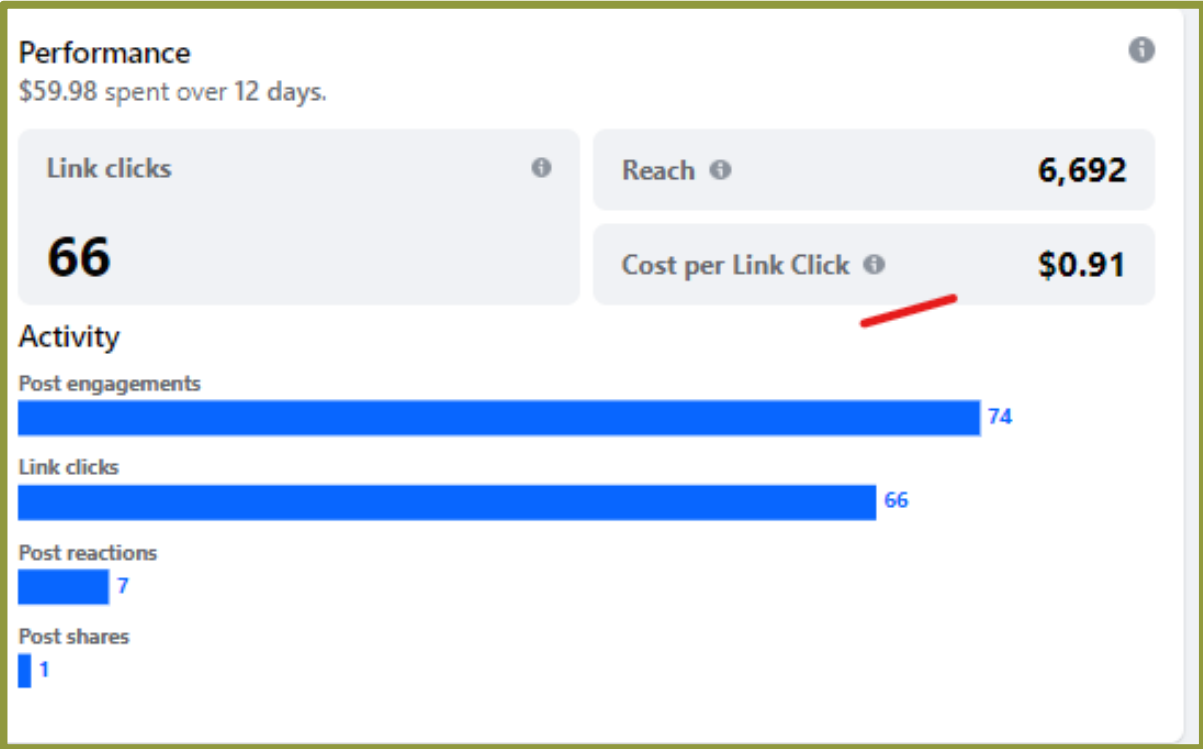 Performance
$59.98 spent over 12 days.
Link clicks
66
Reach 6,692
Cost per Link Click $0.91
Activity
Post engagements
74
Link clicks
66
Post reactions
7
Post shares
1